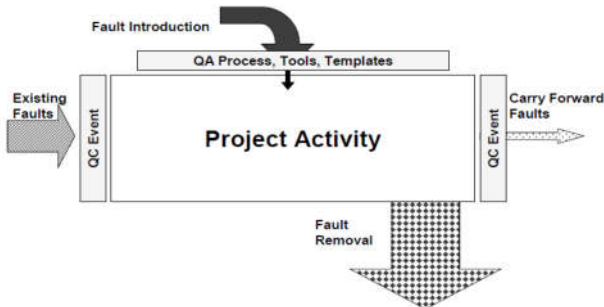 Fault Introduction
QA Process, Tools, Templates
Existing
Faults
QC Event
Project Activity
QC Event
Carry Forward
Faults
Fault
Removal